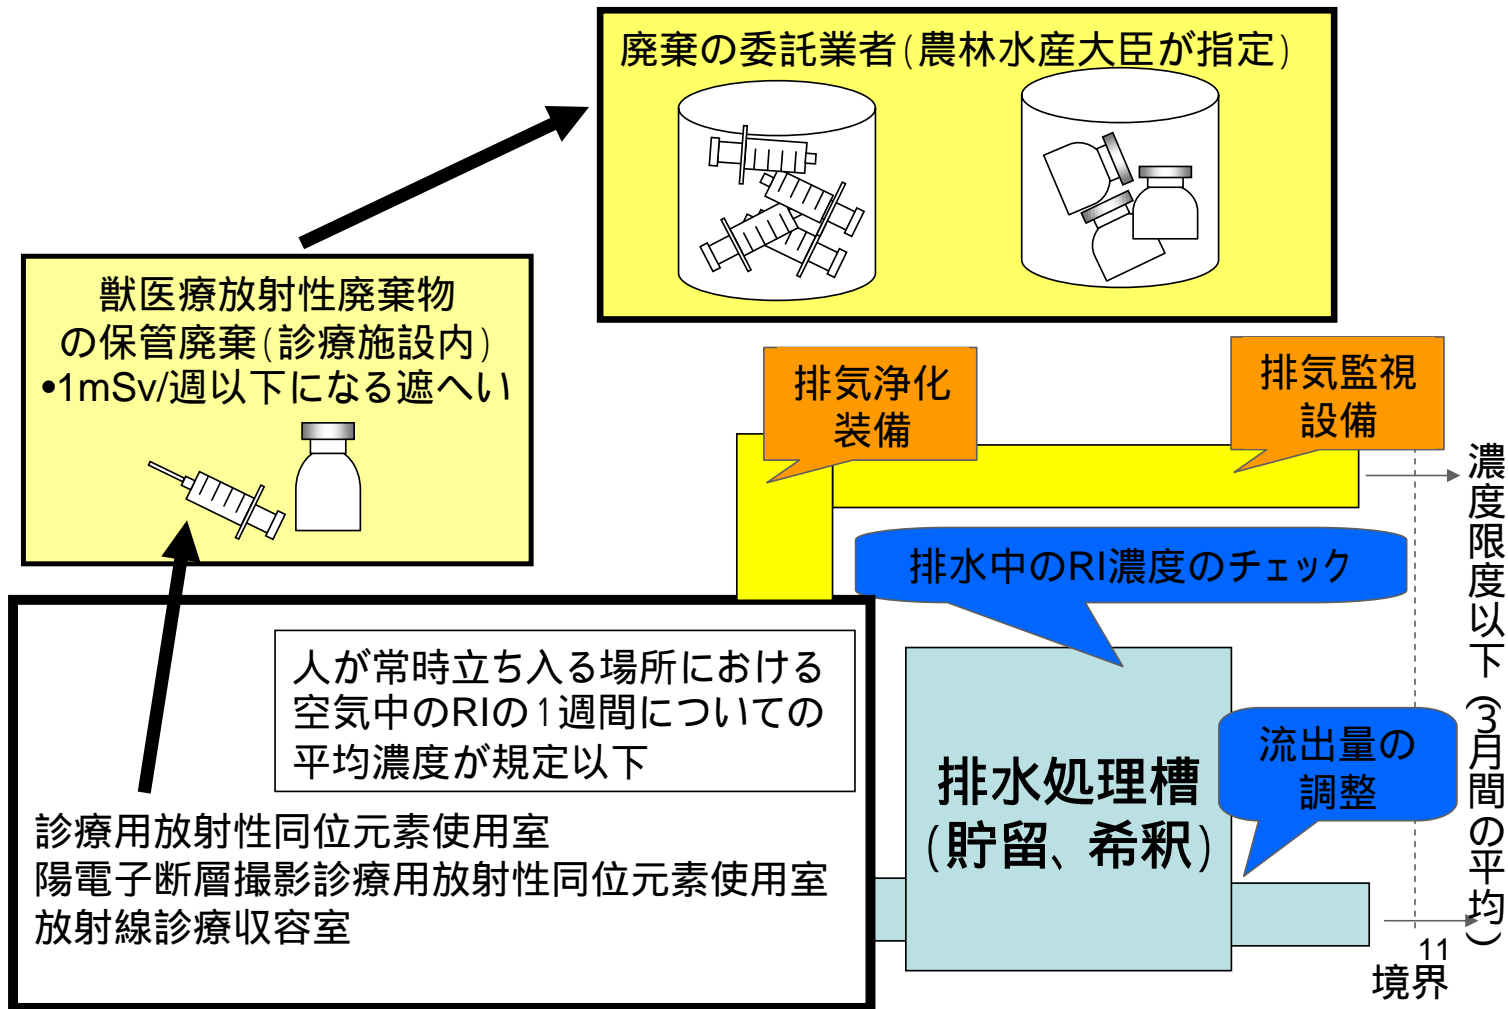 廃棄の委託業者(農林水産大臣が指定)
獣医療放射性廃棄物
の保管廃棄(診療施設内)
•1mSv/週以下になる遮へい
排気浄化
装備
排気監視
設備
濃度限度以下(3月間の平均)
排水中のRI濃度のチェック
人が常時立ち入る場所における
空気中のRIの1週間についての
平均濃度が規定以下
流出量の
調整
排水処理槽
(貯留、希釈)
診療用放射性同位元素使用室
陽電子断層撮影診療用放射性同位元素使用室
放射線診療収容室
11
境界